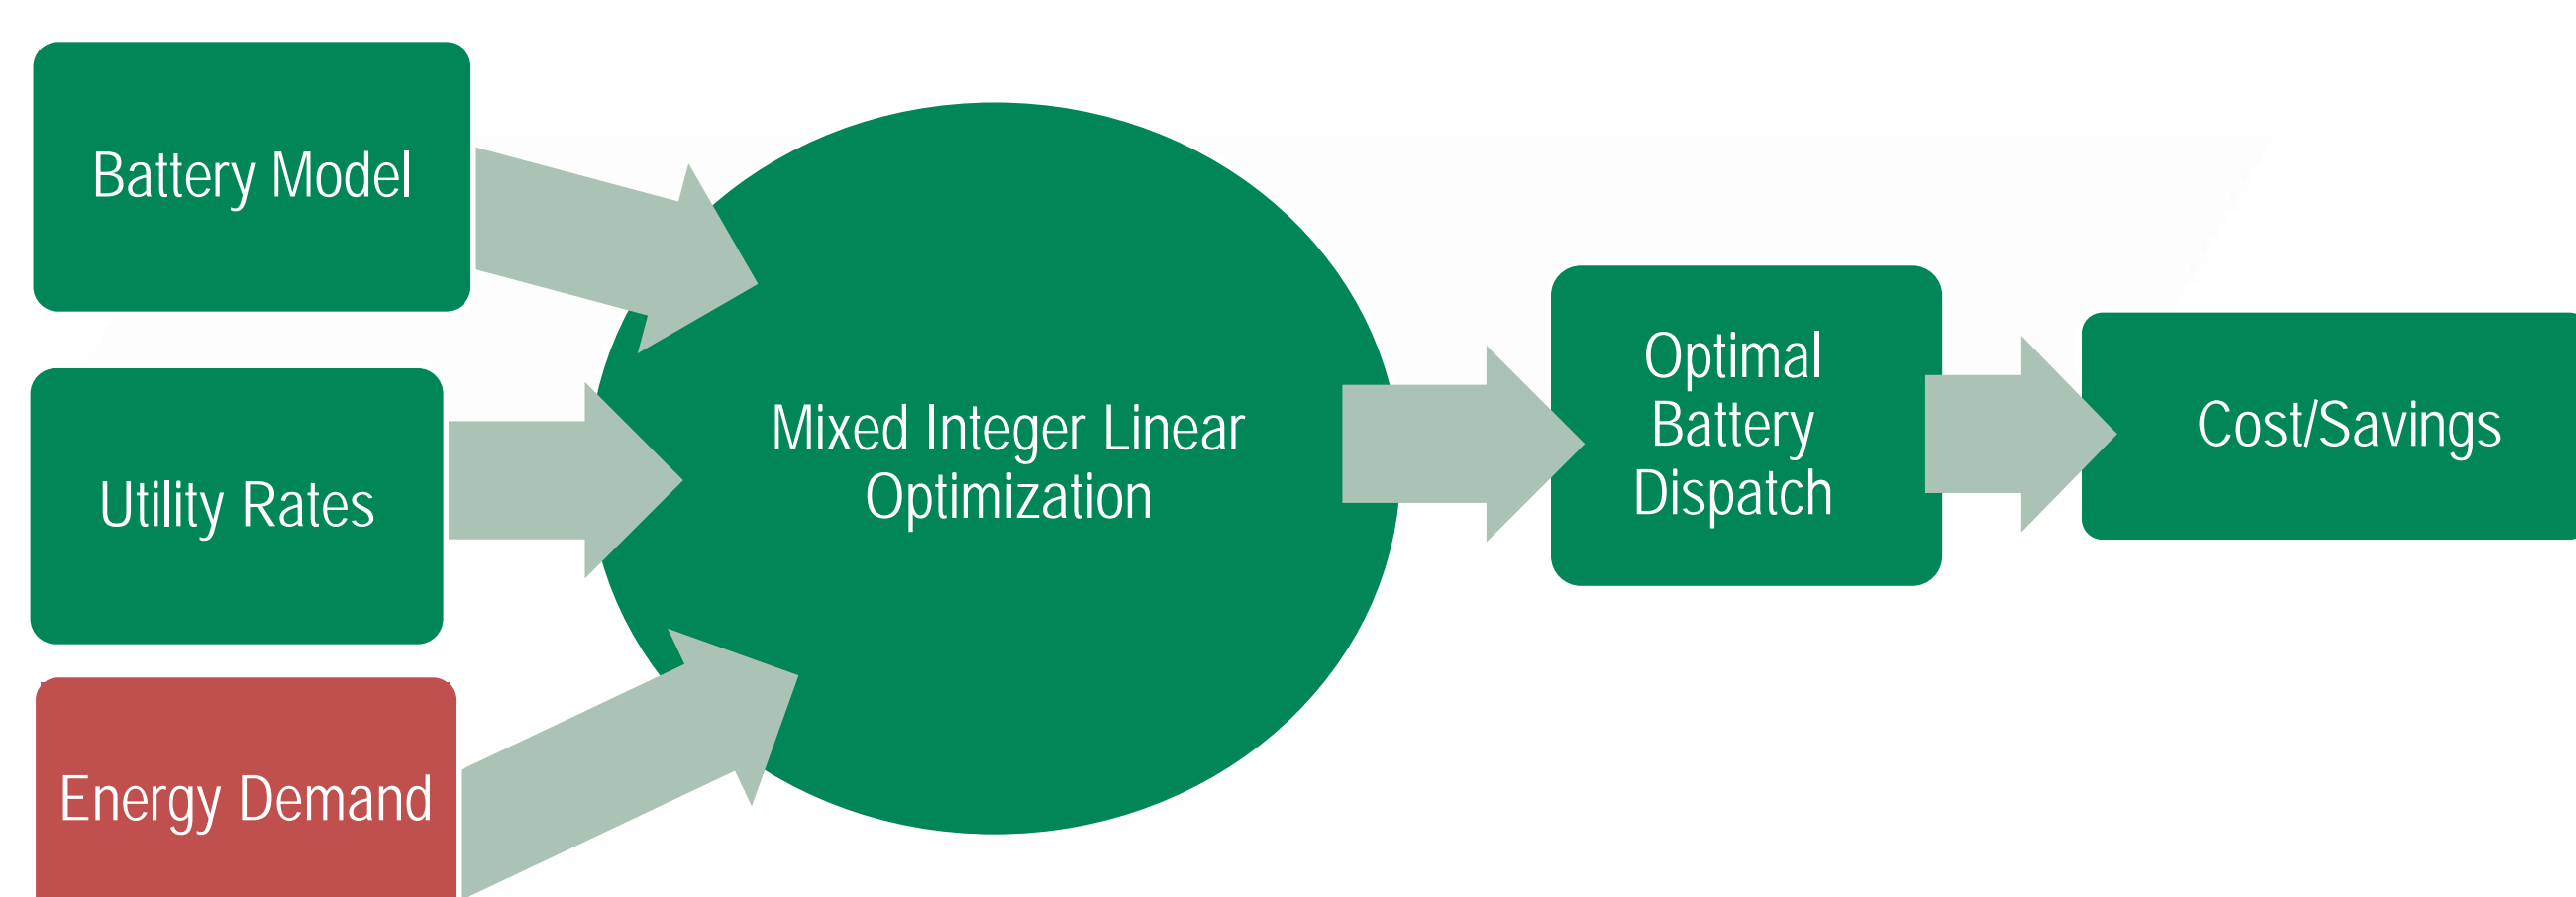 Battery Model
Utility Rates
Energy Demand
Mixed Integer Linear
Optimization
Optimal
Battery
Dispatch
Cost/Savings